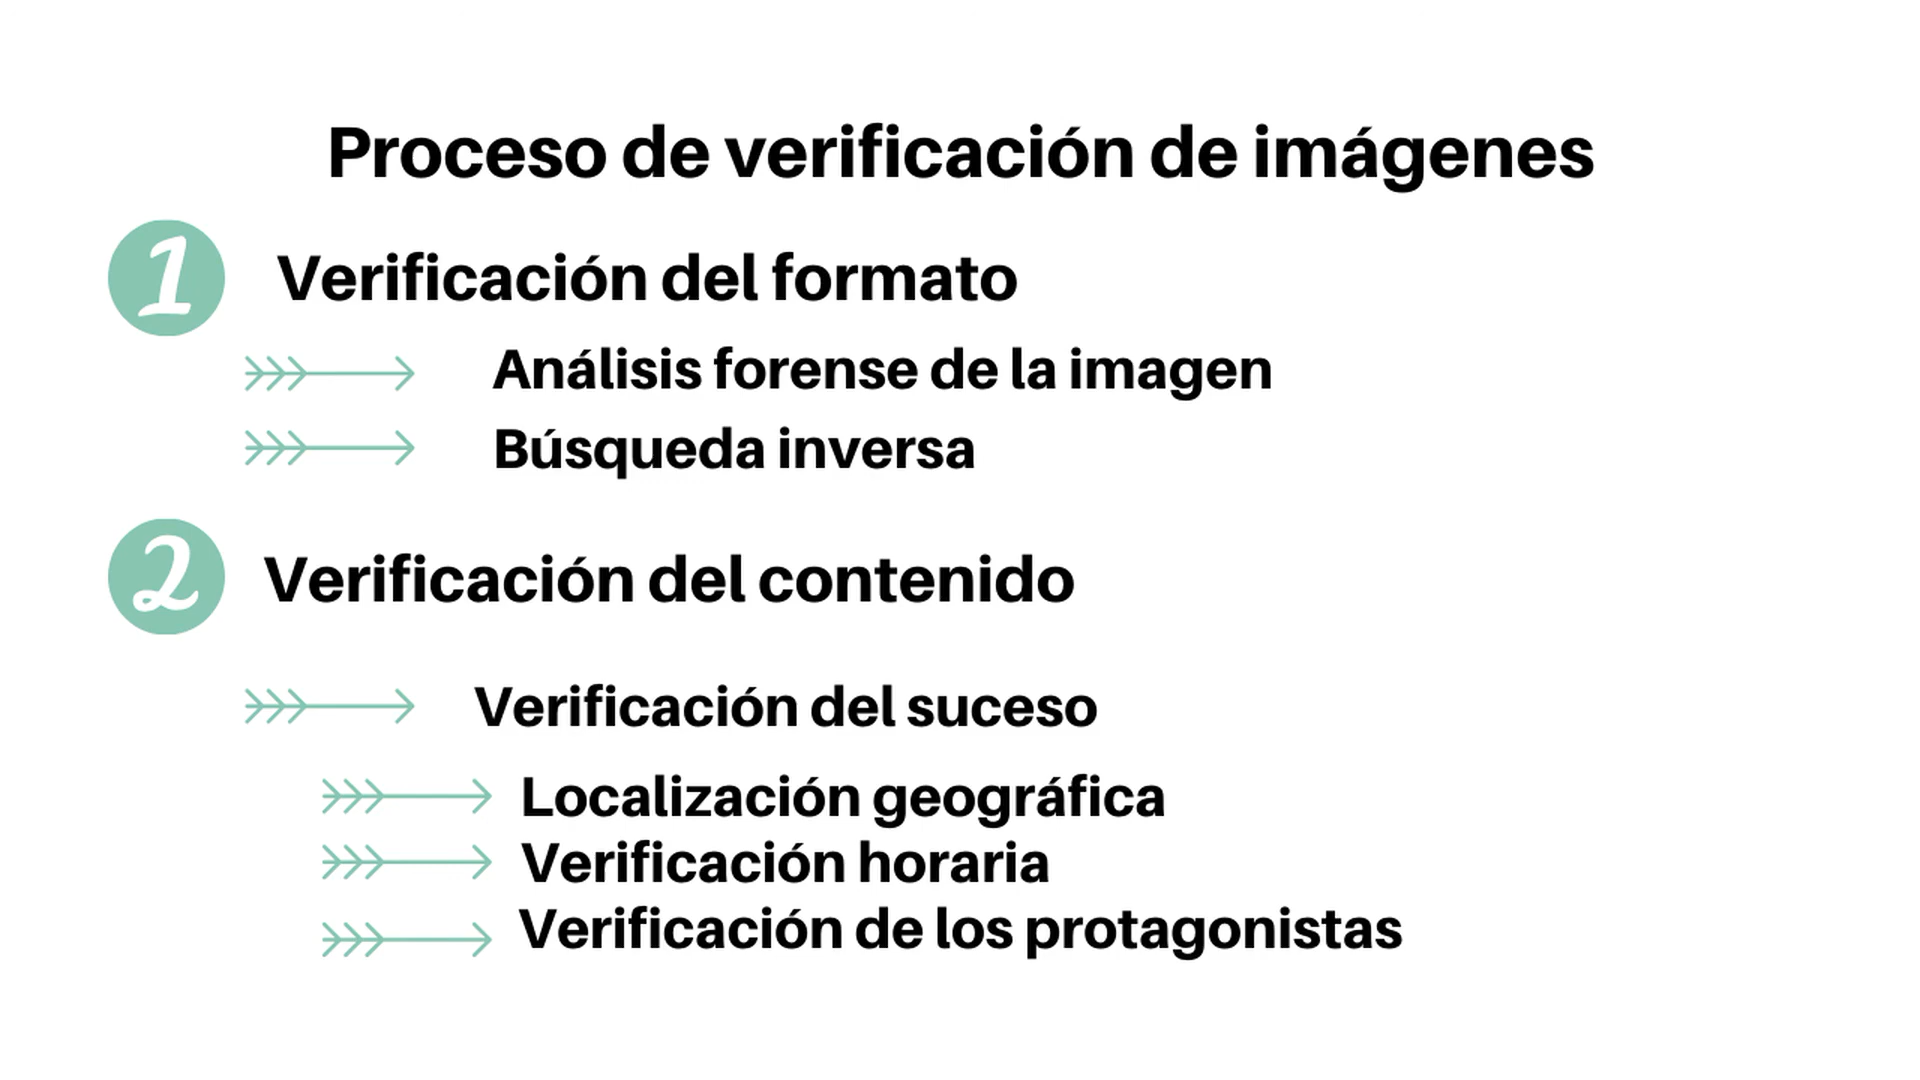 Proceso de verificación de imágenes
1 Verificación del formato
Análisis forense de la imagen
Búsqueda inversa
2 Verificación del contenido
Verificación del suceso
Localización geográfica
Verificación horaria
Verificación de los protagonistas